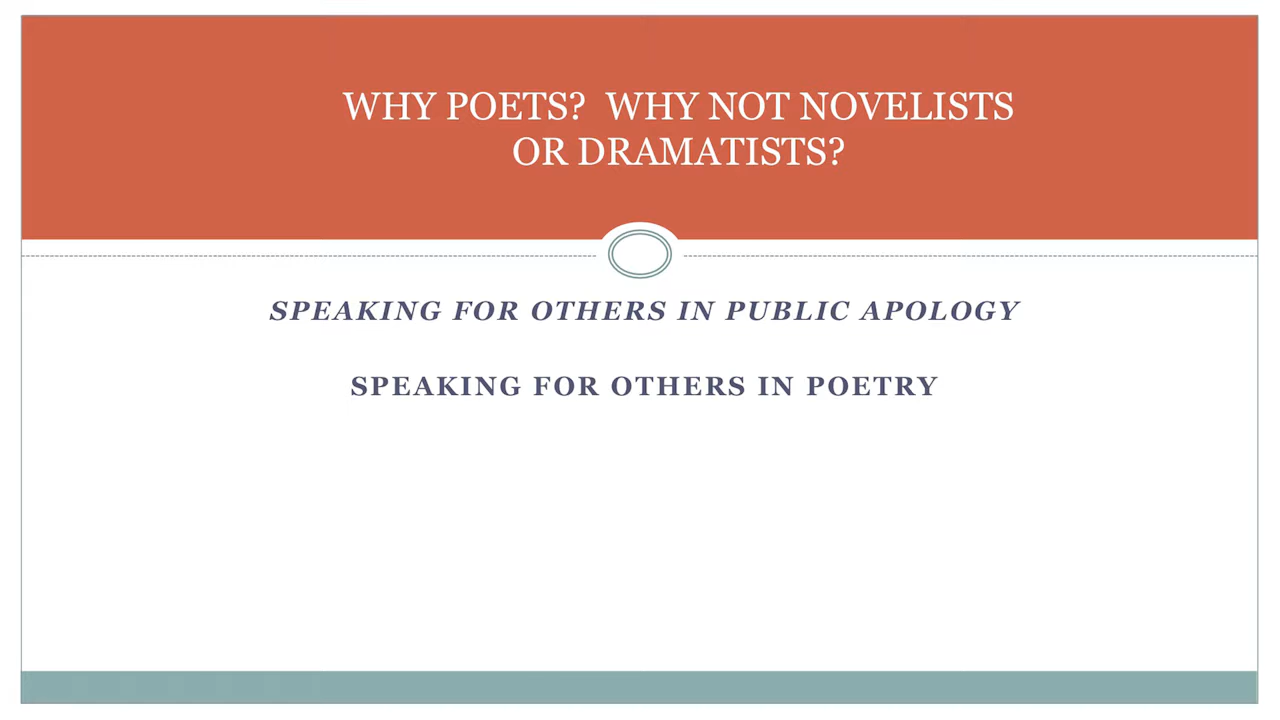 WHY POETS?  WHY NOT NOVELISTS
OR DRAMATISTS?
SPEAKING FOR OTHERS IN PUBLIC APOLOGY
SPEAKING FOR OTHERS IN POETRY